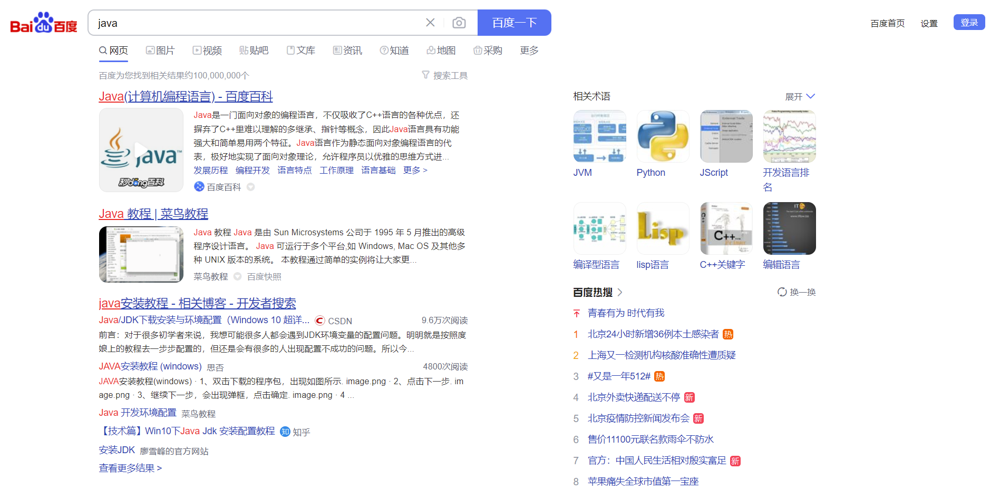 Bai du 百度
java
百度一下
百度首页 设置 登录
网页 图片 视频 贴吧 文库 资讯 知道 地图 采购 更多
百度为您找到相关结果约100,000,000个
搜索工具
Java(计算机编程语言) - 百度百科
Java是一门面向对象的编程语言，不仅吸收了C++语言的各种优点，还
摒弃了C++里难以理解的多继承、指针等概念，因此Java语言具有功能
强大和简单易用两个特征。Java语言作为静态面向对象编程语言的代
表，极好地实现了面向对象理论，允许程序员以优雅的思维方式进...
发展历程 编程开发 语言特点 工作原理 语言基础 更多 >
百度百科
Java™
秒dong百科
Java 教程 | 菜鸟教程
Java 教程 Java 是由 Sun Microsystems 公司于 1995 年 5 月推出的高级
程序设计语言。 Java 可运行于多个平台,如 Windows, Mac OS 及其他多
种 UNIX 版本的系统。 本教程通过简单的实例将让大家更...
菜鸟教程 百度快照
java安装教程 - 相关博客 - 开发者搜索
Java/JDK下载安装与环境配置（Windows 10 超详... CSDN 9.6万次阅读
前言：对于很多初学者来说，我想可能很多人都会遇到JDK环境变量的配置问题。明明就是按照度
娘上的教程去一步步配置的，但还是会有很多的人出现配置不成功的问题。所以今...
JAVA安装教程 (windows) 思否 4800次阅读
JAVA安装教程(windows) · 1、双击下载的程序包，出现如图所示. image.png · 2、点击下一步. im
age.png · 3、继续下一步，会出现弹框，点击确定. image.png · 4 ...
Java 开发环境配置 菜鸟教程
【技术篇】Win10下Java Jdk 安装配置教程 知 知乎
安装JDK 廖雪峰的官方网站
查看更多结果 >
相关术语 展开
JVM Python JScript 开发语言排
名
Lisp
C++
编译型语言 lisp语言 C++关键字 编辑语言
百度热搜 换一换
青春有为 时代有我
1 北京24小时新增36例本土感染者 热
2 上海又一检测机构核酸准确性遭质疑
3 #又是一年512# 热
4 北京外卖快递配送不停 新
5 北京疫情防控新闻发布会 新
6 售价11100元联名款雨伞不防水
7 官方：中国人民生活相对殷实富足 新
8 苹果痛失全球市值第一宝座